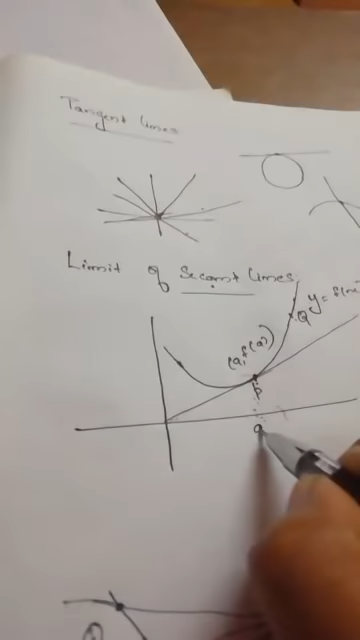 Tangent lines
Limit of Secant lines
Q y = f(x
(a, f(a))
P
a